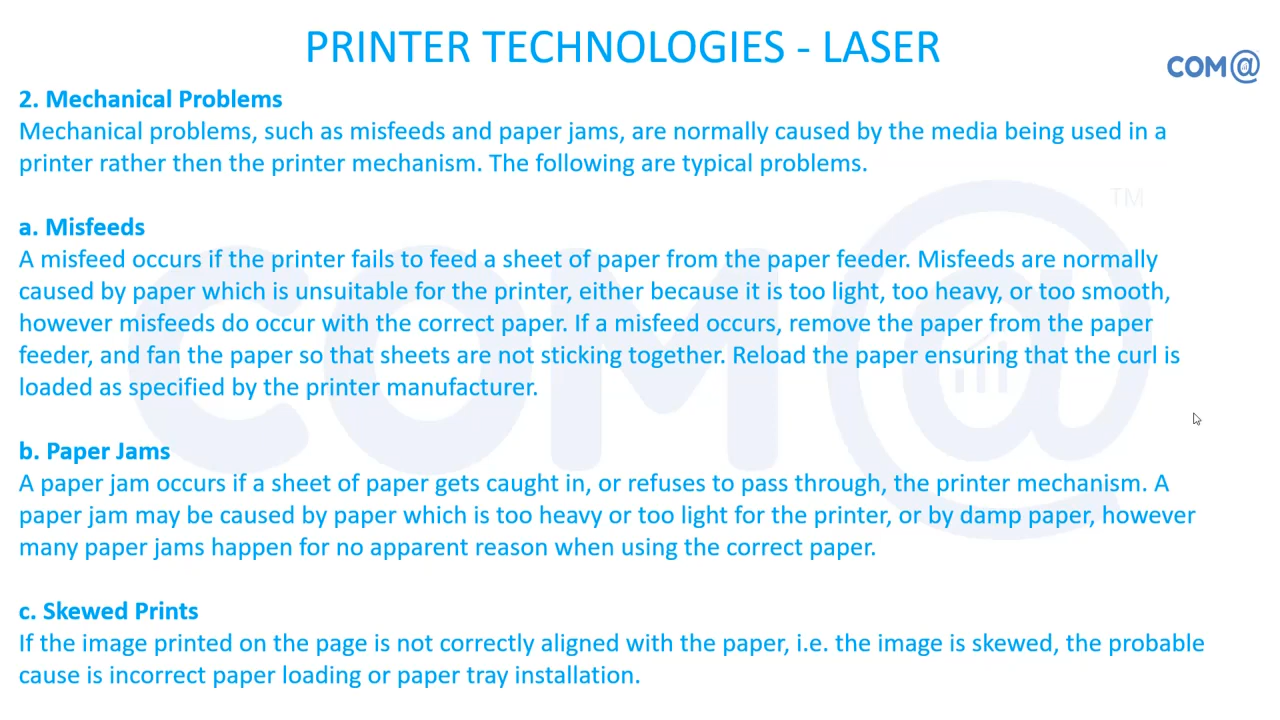 PRINTER TECHNOLOGIES - LASER
COM@
2. Mechanical Problems
Mechanical problems, such as misfeeds and paper jams, are normally caused by the media being used in a
printer rather then the printer mechanism. The following are typical problems.
TM
a. Misfeeds
A misfeed occurs if the printer fails to feed a sheet of paper from the paper feeder. Misfeeds are normally
caused by paper which is unsuitable for the printer, either because it is too light, too heavy, or too smooth,
however misfeeds do occur with the correct paper. If a misfeed occurs, remove the paper from the paper
feeder, and fan the paper so that sheets are not sticking together. Reload the paper ensuring that the curl is
loaded as specified by the printer manufacturer.
COM@
b. Paper Jams
A paper jam occurs if a sheet of paper gets caught in, or refuses to pass through, the printer mechanism. A
paper jam may be caused by paper which is too heavy or too light for the printer, or by damp paper, however
many paper jams happen for no apparent reason when using the correct paper.
c. Skewed Prints
If the image printed on the page is not correctly aligned with the paper, i.e. the image is skewed, the probable
cause is incorrect paper loading or paper tray installation.